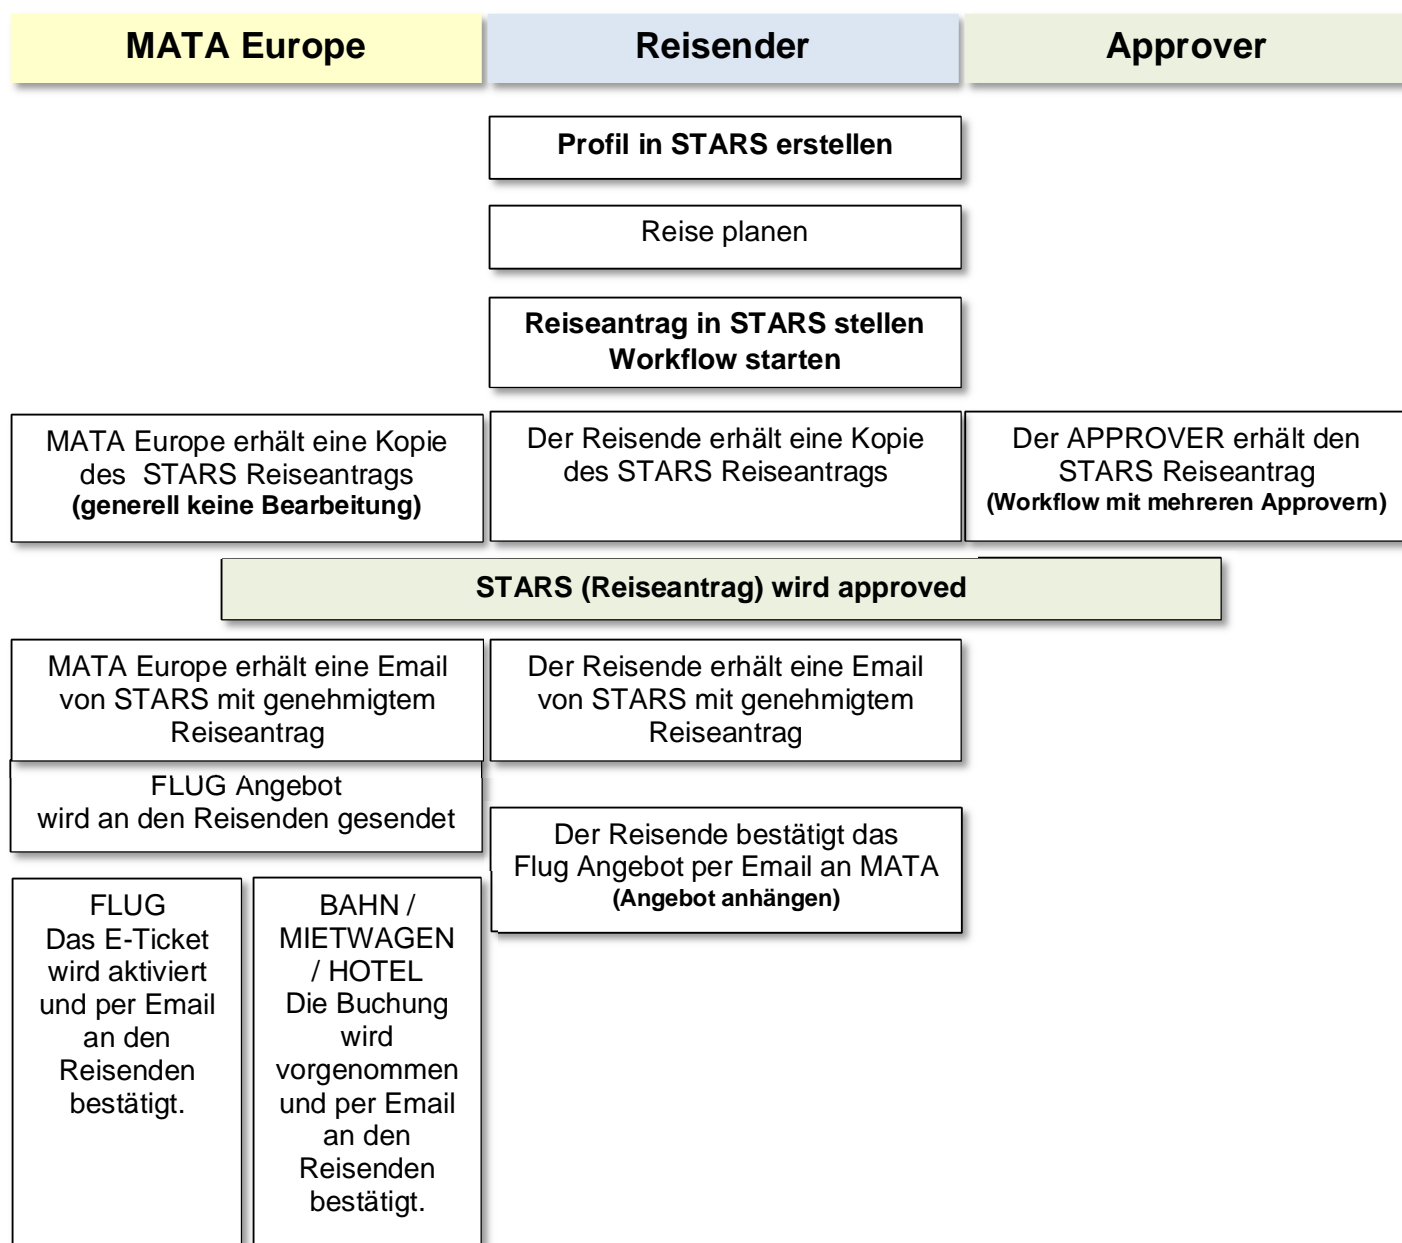 MATA Europe
Reisender
Approver
Profil in STARS erstellen
Reise planen
Reiseantrag in STARS stellen
Workflow starten
MATA Europe erhält eine Kopie
des STARS Reiseantrags
(generell keine Bearbeitung)
Der Reisende erhält eine Kopie
des STARS Reiseantrags
Der APPROVER erhält den
STARS Reiseantrag
(Workflow mit mehreren Approvern)
STARS (Reiseantrag) wird approved
MATA Europe erhält eine Email
von STARS mit genehmigtem
Reiseantrag
Der Reisende erhält eine Email
von STARS mit genehmigtem
Reiseantrag
FLUG Angebot
wird an den Reisenden gesendet
Der Reisende bestätigt das
Flug Angebot per Email an MATA
(Angebot anhängen)
FLUG
Das E-Ticket
wird aktiviert
und per Email
an den
Reisenden
bestätigt.
BAHN /
MIETWAGEN
/ HOTEL
Die Buchung
wird
vorgenommen
und per Email
an den
Reisenden
bestätigt.